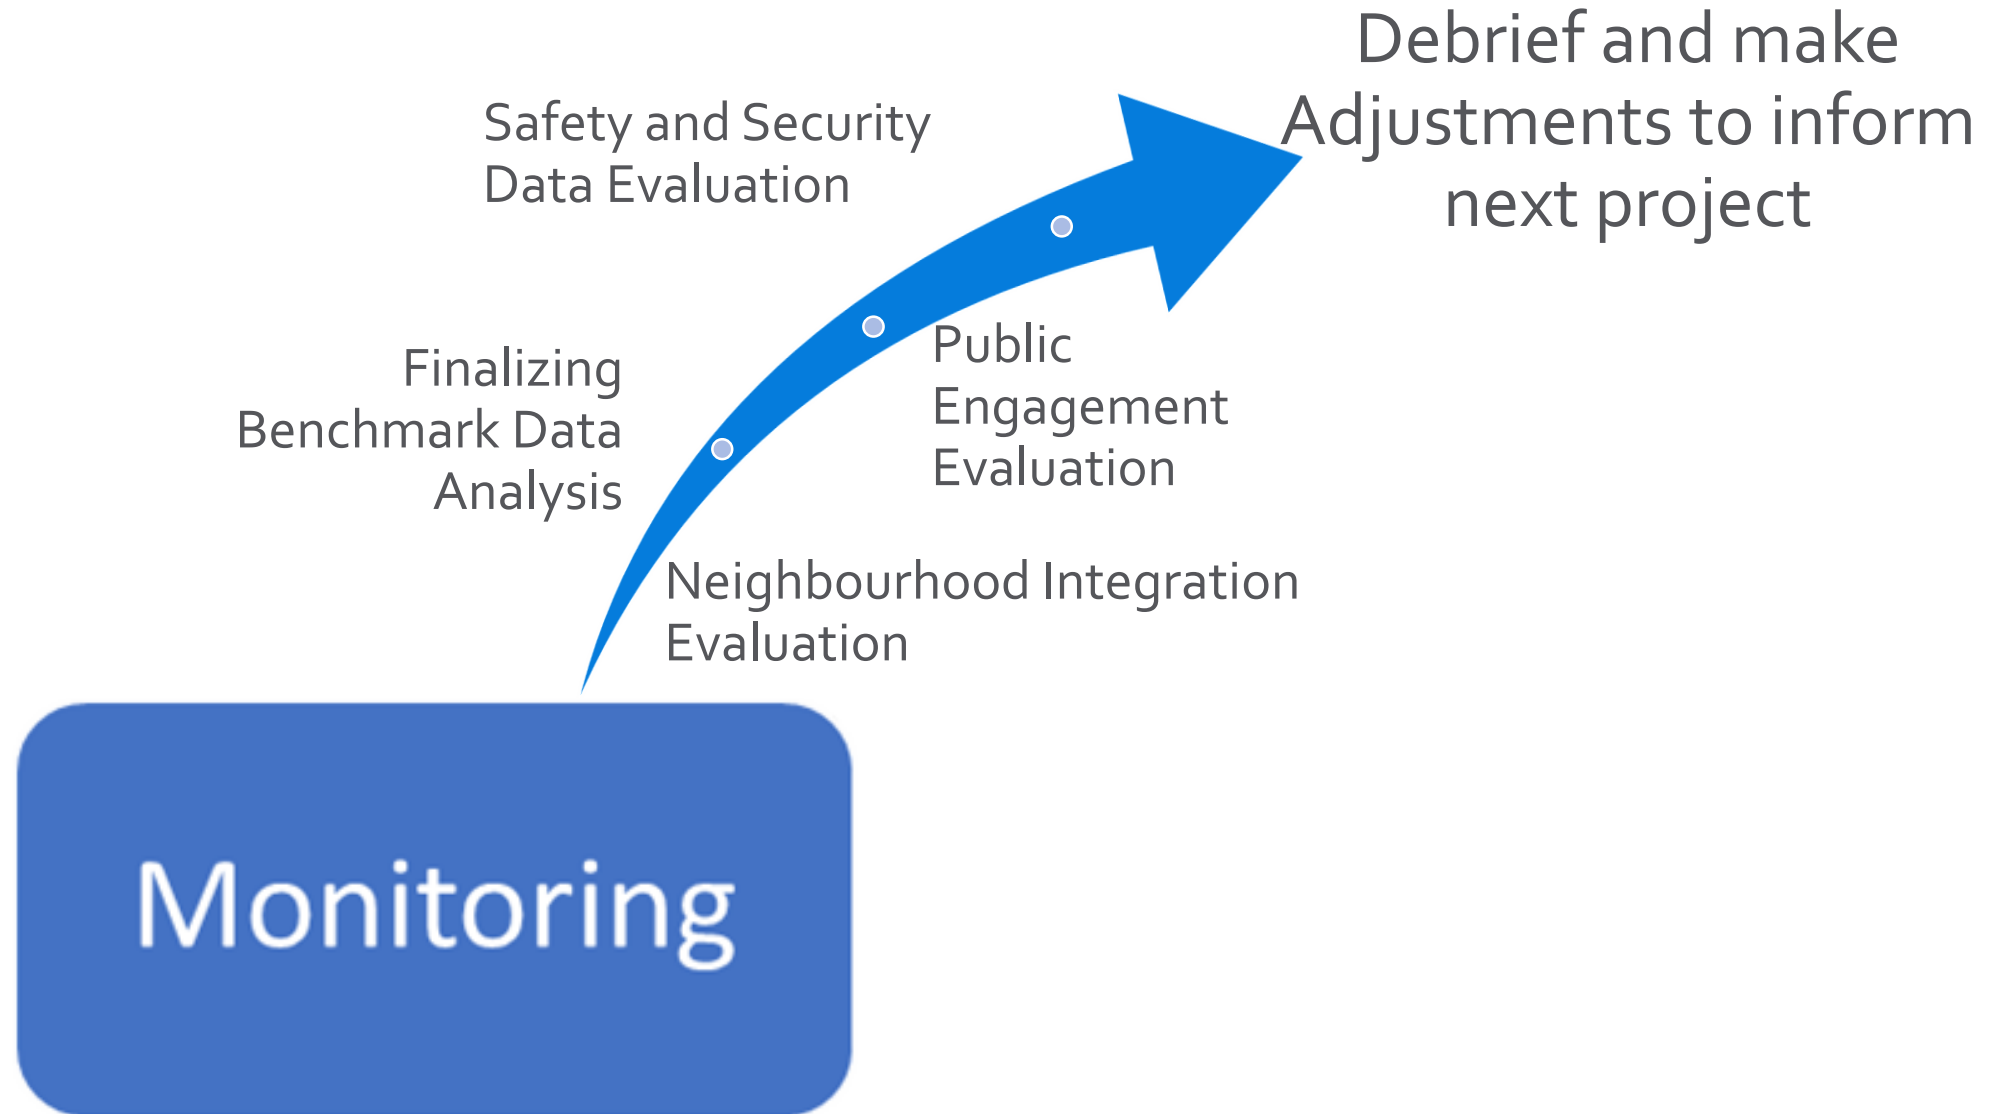 Debrief and make
Adjustments to inform
next project
Safety and Security
Data Evaluation
Public
Engagement
Evaluation
Finalizing
Benchmark Data
Analysis
Neighbourhood Integration
Evaluation
Monitoring